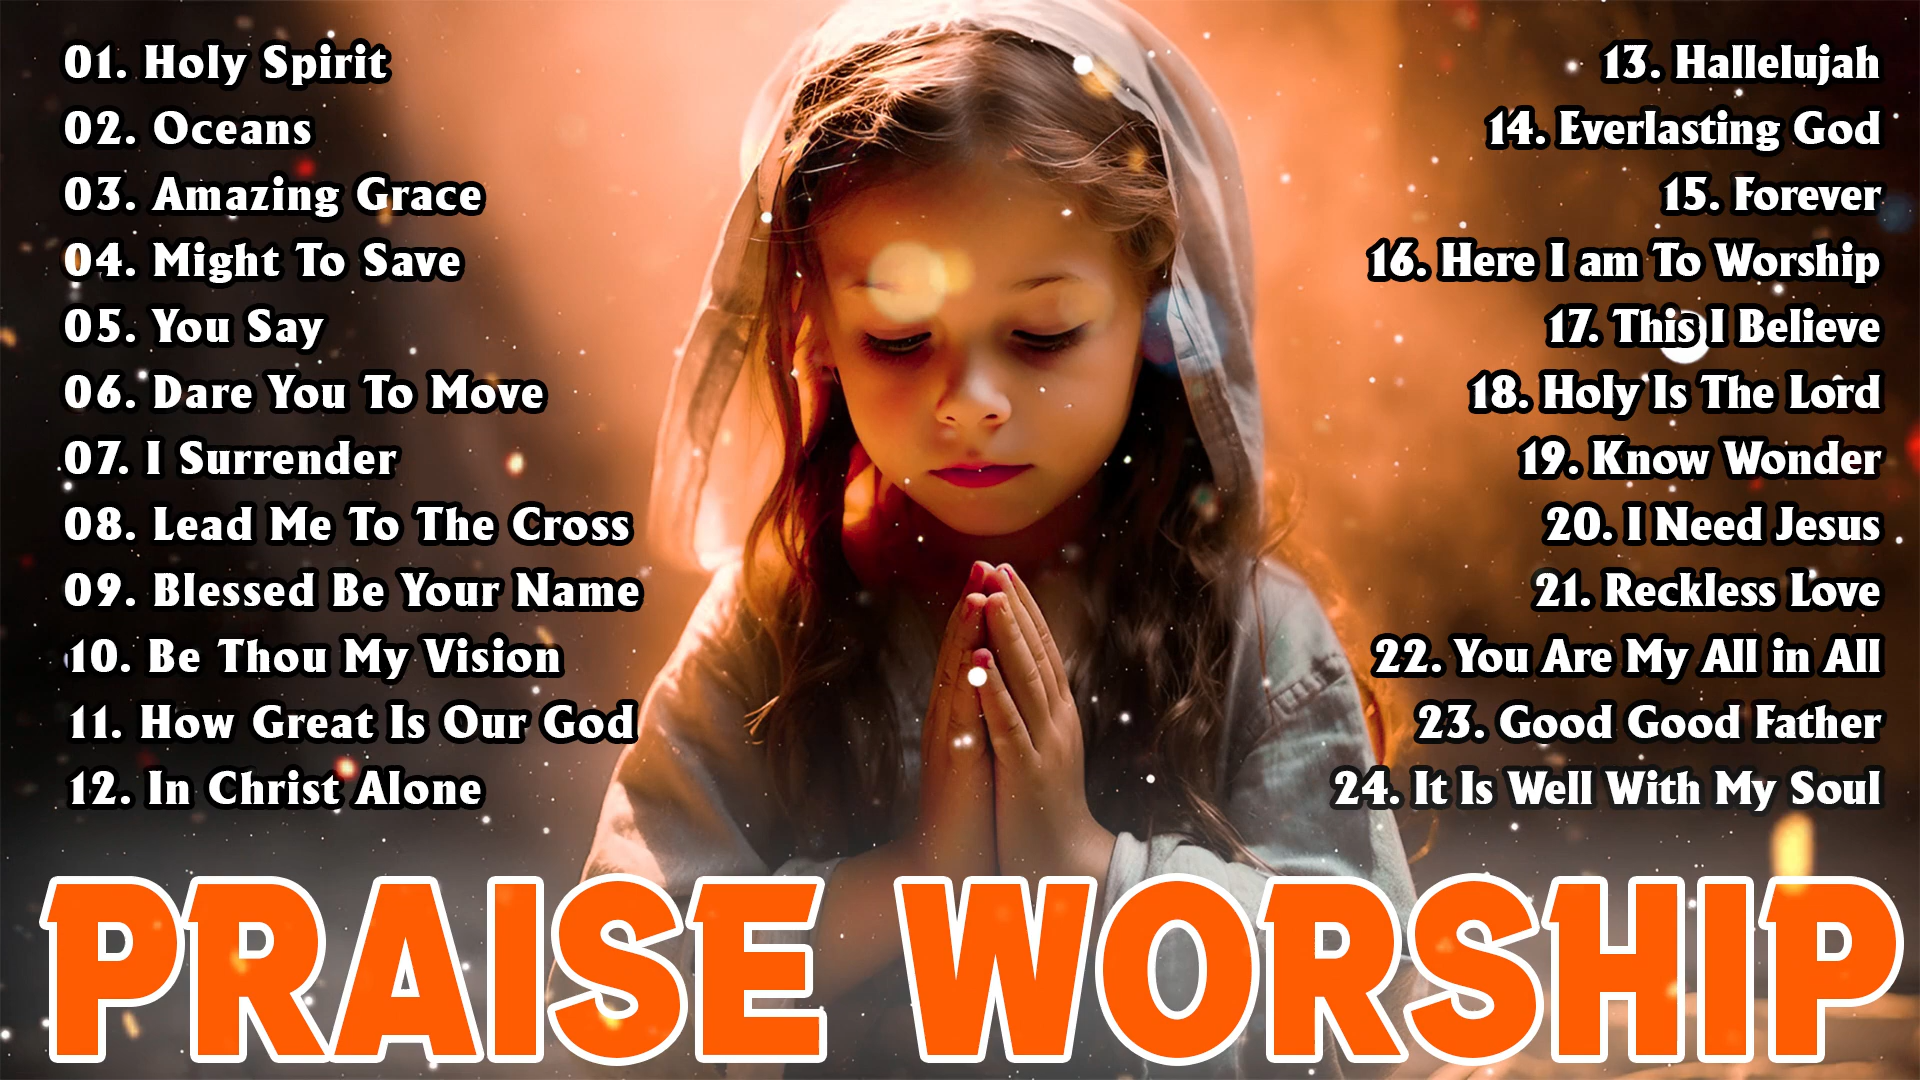 01. Holy Spirit
02. Oceans
03. Amazing Grace
04. Might To Save
05. You Say
06. Dare You To Move
07. I Surrender
08. Lead Me To The Cross
09. Blessed Be Your Name
10. Be Thou My Vision
11. How Great Is Our God
12. In Christ Alone
13. Hallelujah
14. Everlasting God
15. Forever
16. Here I am To Worship
17. This I Believe
18. Holy Is The Lord
19. Know Wonder
20. I Need Jesus
21. Reckless Love
22. You Are My All in All
23. Good Good Father
24. It Is Well With My Soul
PRAISE WORSHIP